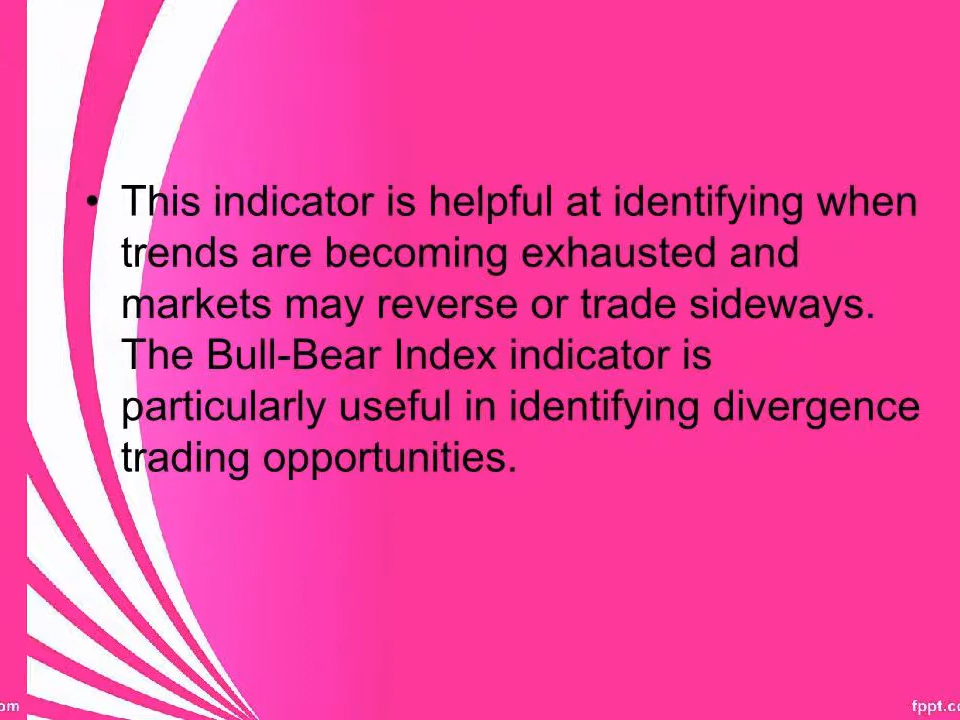 • This indicator is helpful at identifying when
trends are becoming exhausted and
markets may reverse or trade sideways.
The Bull-Bear Index indicator is
particularly useful in identifying divergence
trading opportunities.
om
fppt.co